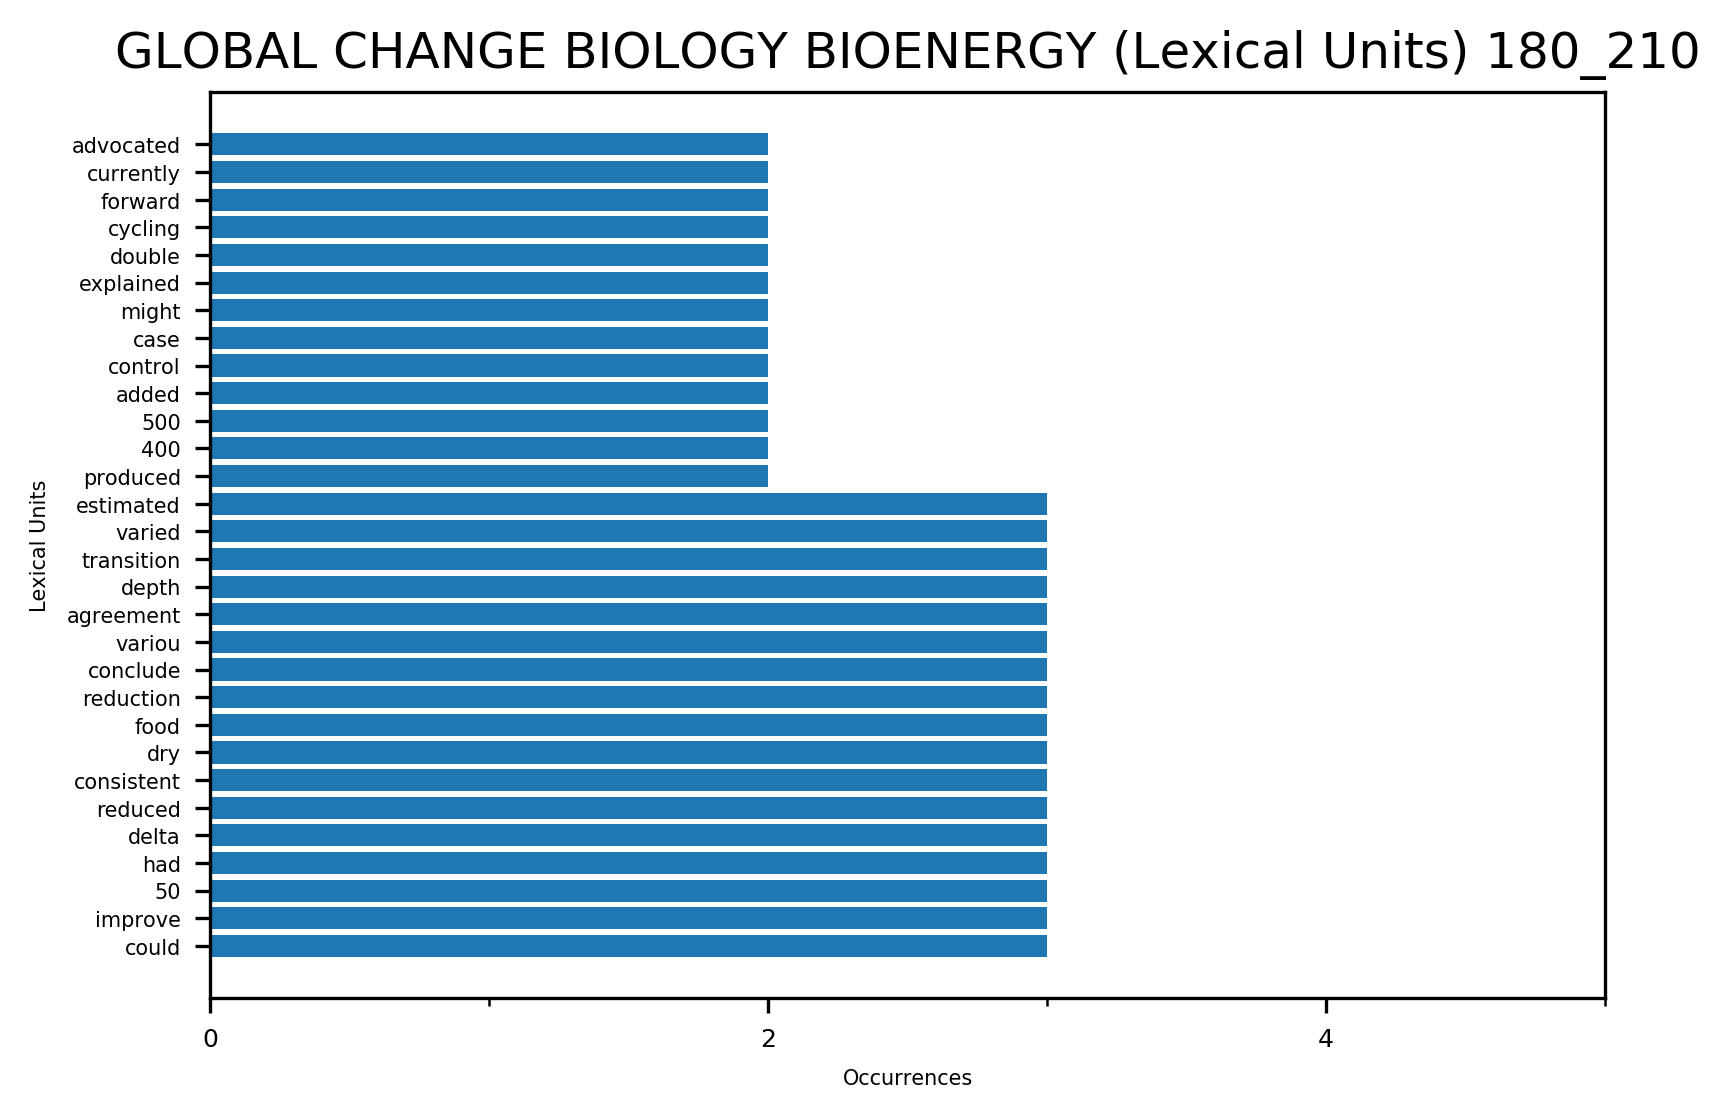 GLOBAL CHANGE BIOLOGY BIOENERGY (Lexical Units) 180_210
Lexical Units
advocated
currently
forward
cycling
double
explained
might
case
control
added
500
400
produced
estimated
varied
transition
depth
agreement
variou
conclude
reduction
food
dry
consistent
reduced
delta
had
50
improve
could
0 2 4
Occurrences